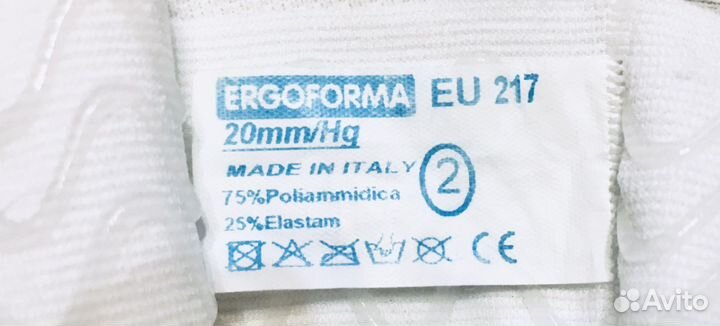 ERGOFORMA EU 217
20mm/Hg
MADE IN ITALY 2
75%Poliammidica
25%Elastam
CE
Avito